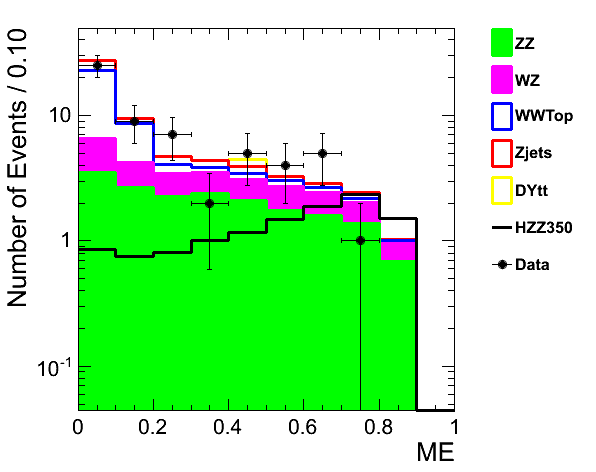 Number of Events / 0.10
10
1
10⁻¹
0 0.2 0.4 0.6 0.8 1
ME
ZZ
WZ
WWTop
Zjets
DYtt
HZZ350
Data